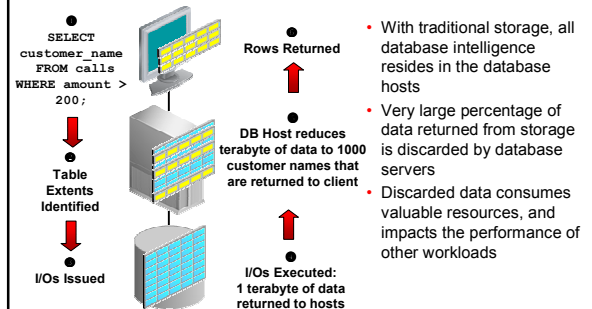 SELECT
customer_name
FROM calls
WHERE amount >
200;
Table
Extents
Identified
I/Os Issued
I/Os Executed:
1 terabyte of data
returned to hosts
DB Host reduces
terabyte of data to 1000
customer names that
are returned to client
Rows Returned
• With traditional storage, all
database intelligence
resides in the database
hosts
• Very large percentage of
data returned from storage
is discarded by database
servers
• Discarded data consumes
valuable resources, and
impacts the performance of
other workloads